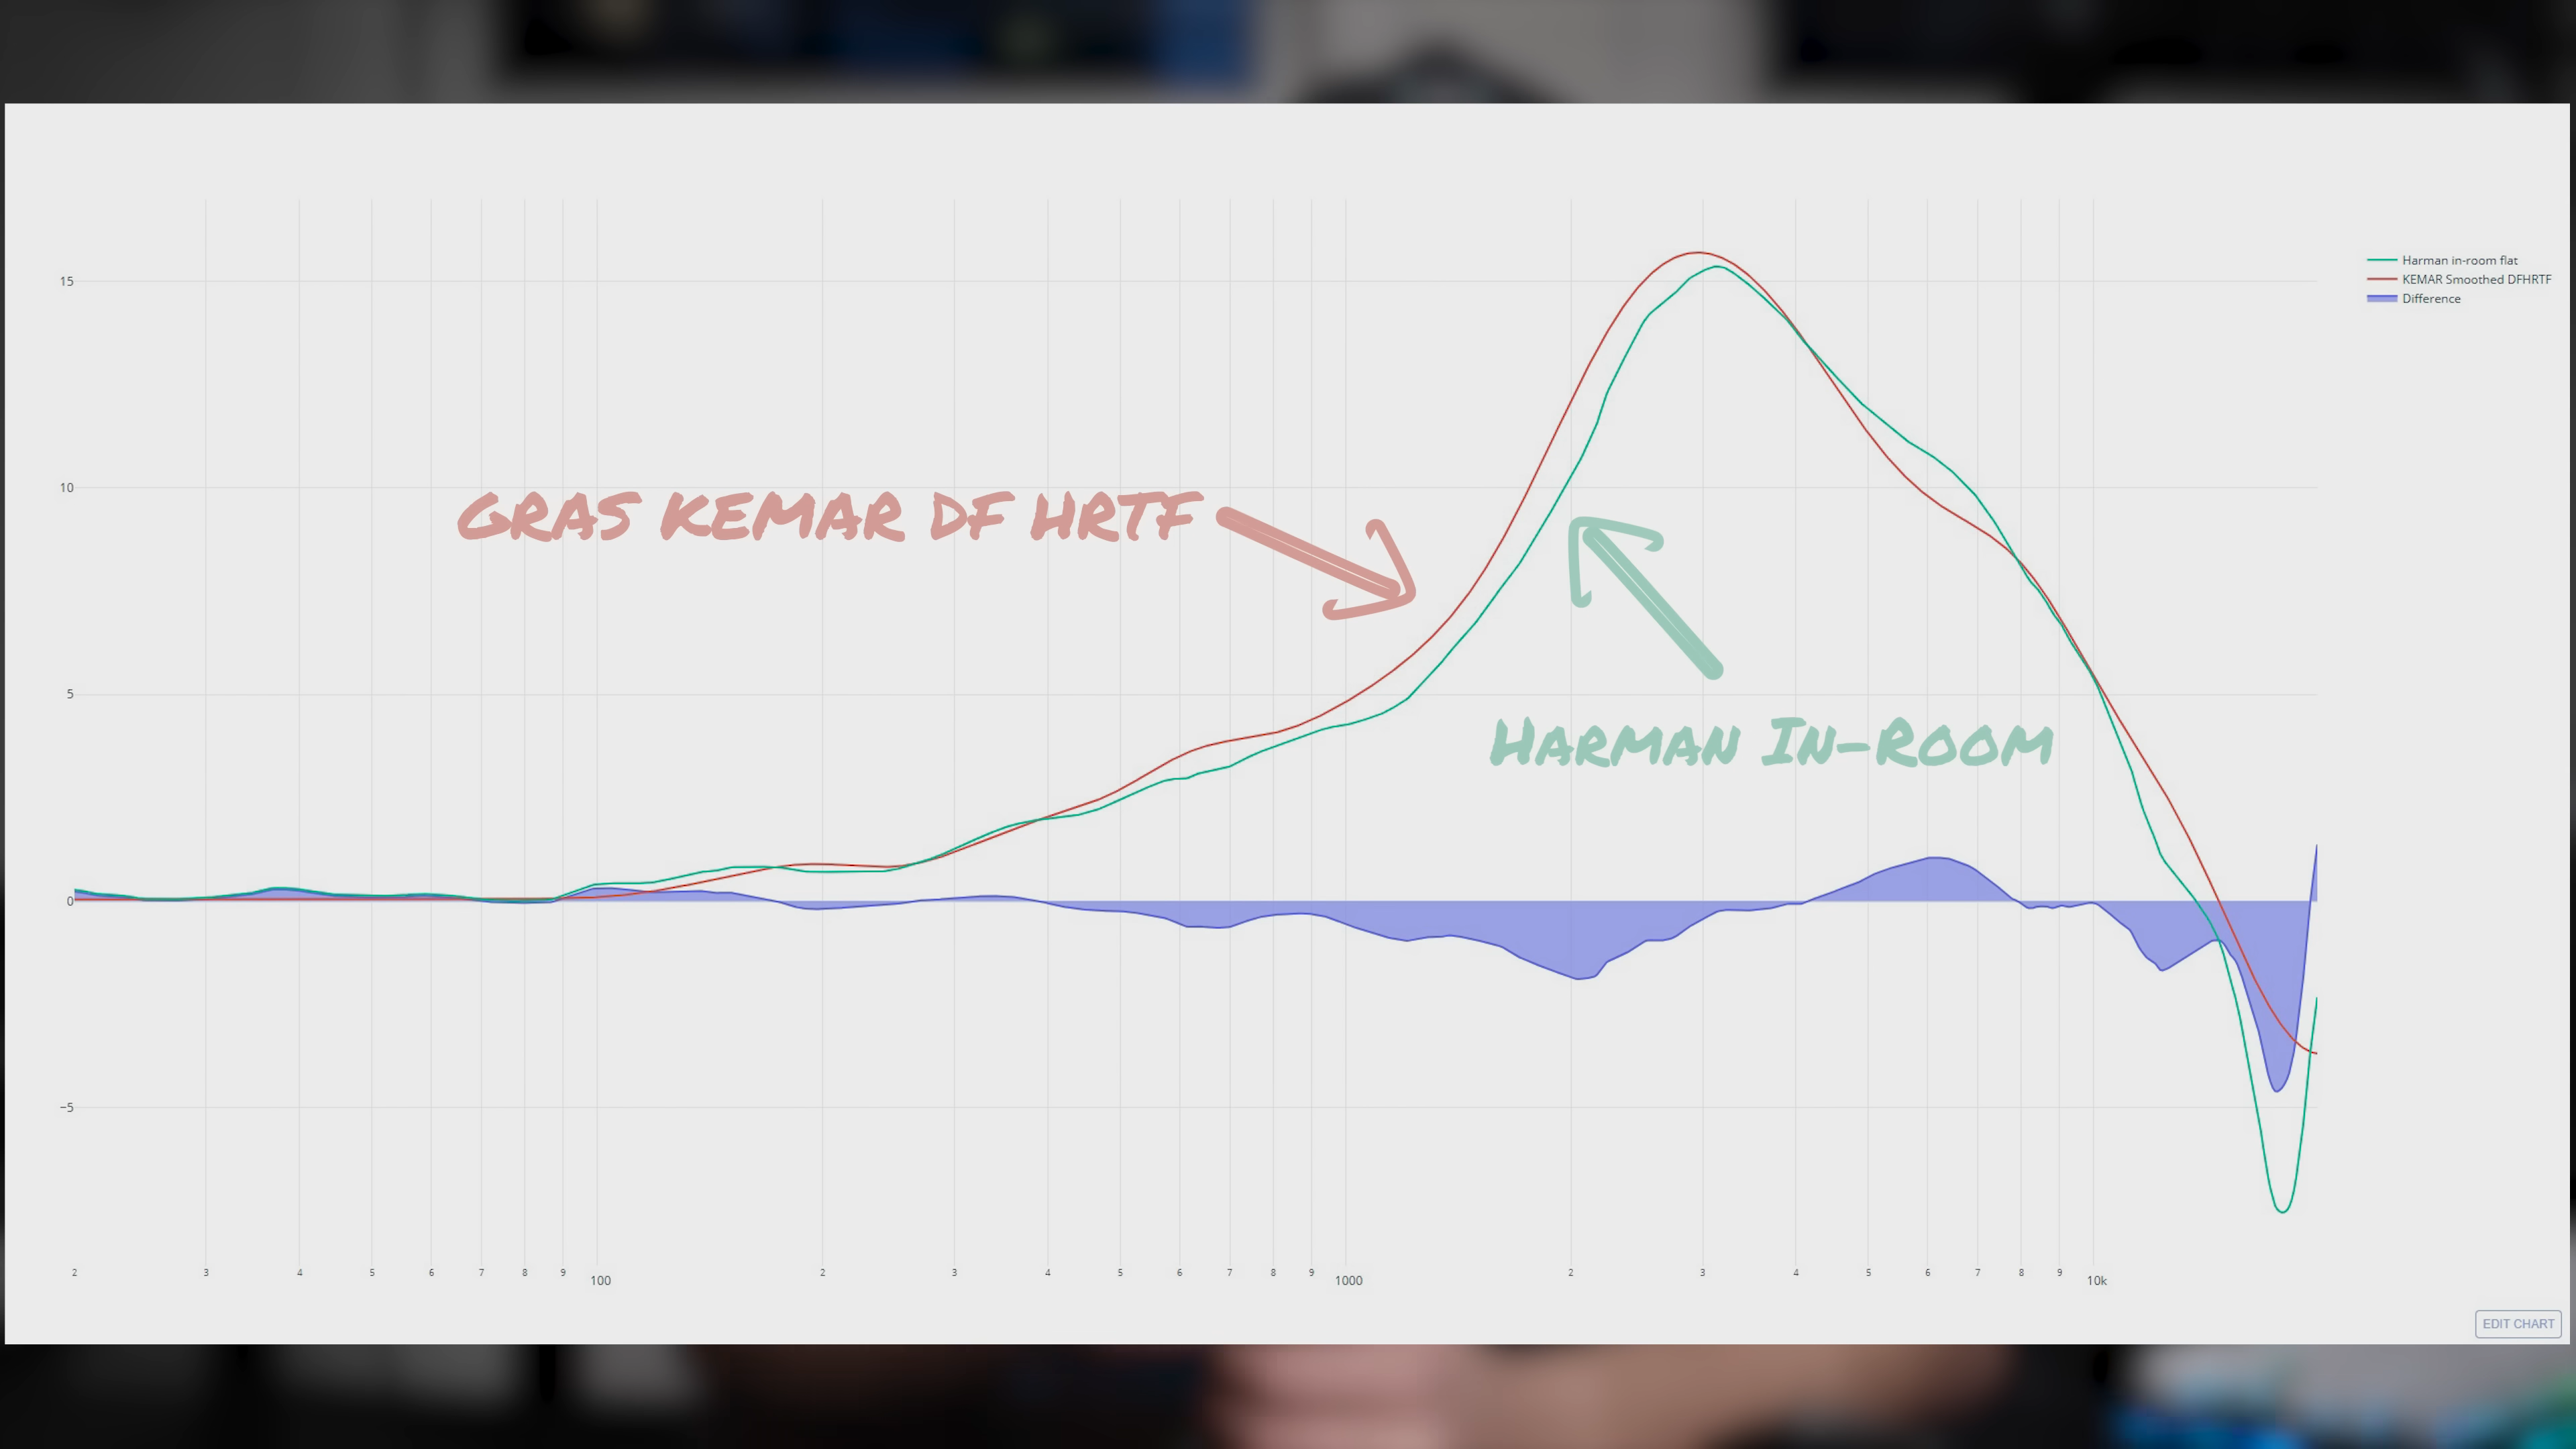 15
10
5
0
−5
GRAS KEMAR DF HRTF
HARMAN IN-ROOM
Harman in-room flat
KEMAR Smoothed DFHRTF
Difference
2 3 4 5 6 7 8 9 100 2 3 4 5 6 7 8 9 1000 2 3 4 5 6 7 8 9 10k
EDIT CHART